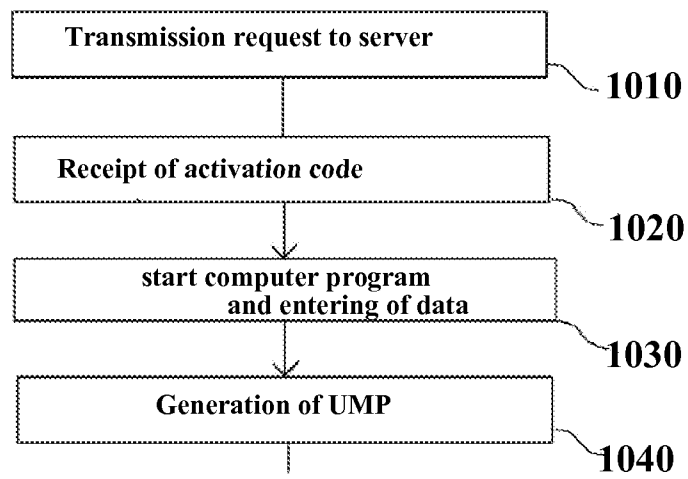 Transmission request to server
1010
Receipt of activation code
1020
start computer program
and entering of data
1030
Generation of UMP
1040